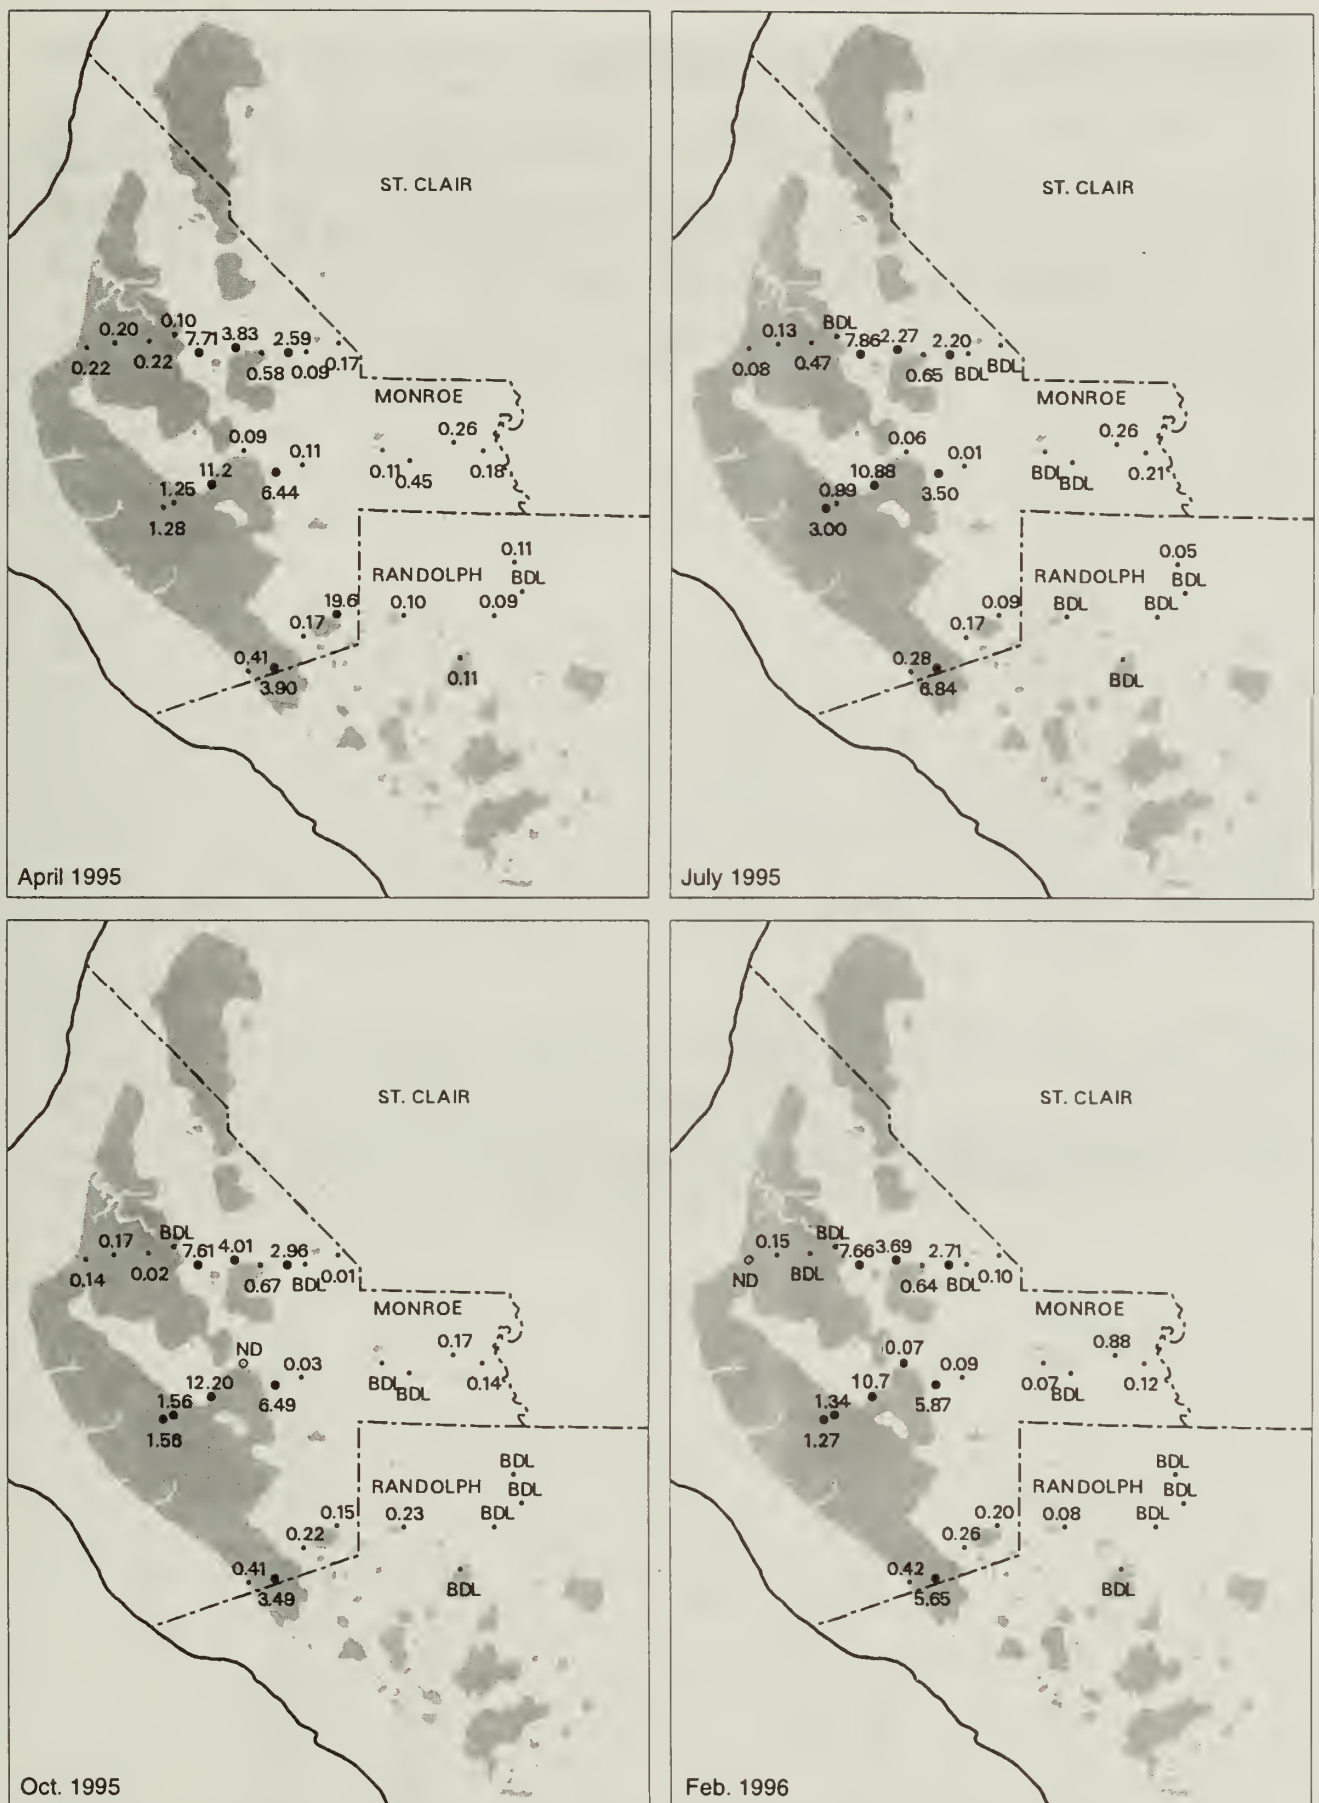 ST. CLAIR
0.20
0.10
7.71
3.83
2.59
0.22
0.22
0.58
0.09
0.17
MONROE
0.09
0.11
0.26
11.2
6.44
0.11
0.45
0.18
1.25
1.28
0.11
RANDOLPH
BDL
19.6
0.10
0.09
0.17
0.41
3.90
0.11
April 1995
ST. CLAIR
0.13
BDL
7.86
2.27
2.20
0.08
0.47
0.65
BDL
BDL
MONROE
0.06
0.01
0.26
10.88
3.50
BDL
BDL
0.21
0.99
3.00
0.05
RANDOLPH
BDL
0.09
BDL
BDL
0.17
0.28
6.84
BDL
July 1995
ST. CLAIR
0.17
BDL
7.61
4.01
2.96
0.14
0.02
0.67
BDL
0.01
MONROE
ND
0.03
0.17
12.20
6.49
BDL
BDL
0.14
1.56
1.58
BDL
RANDOLPH
BDL
0.15
0.23
BDL
0.22
0.41
3.49
BDL
Oct. 1995
ST. CLAIR
0.15
BDL
7.66
3.69
2.71
ND
BDL
0.64
BDL
0.10
MONROE
0.07
0.09
0.88
10.7
5.87
0.07
BDL
0.12
1.34
1.27
BDL
RANDOLPH
BDL
0.20
0.08
BDL
0.26
0.42
5.65
BDL
Feb. 1996